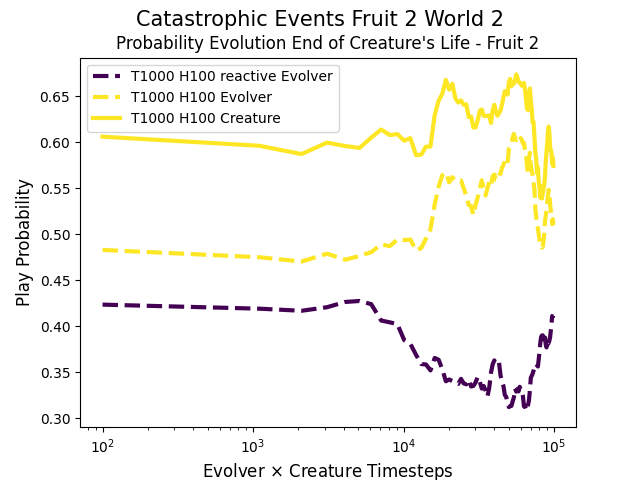 Catastrophic Events Fruit 2 World 2
Probability Evolution End of Creature's Life - Fruit 2
T1000 H100 reactive Evolver
T1000 H100 Evolver
T1000 H100 Creature
Play Probability
0.65
0.60
0.55
0.50
0.45
0.40
0.35
0.30
10²
10³
10⁴
10⁵
Evolver × Creature Timesteps